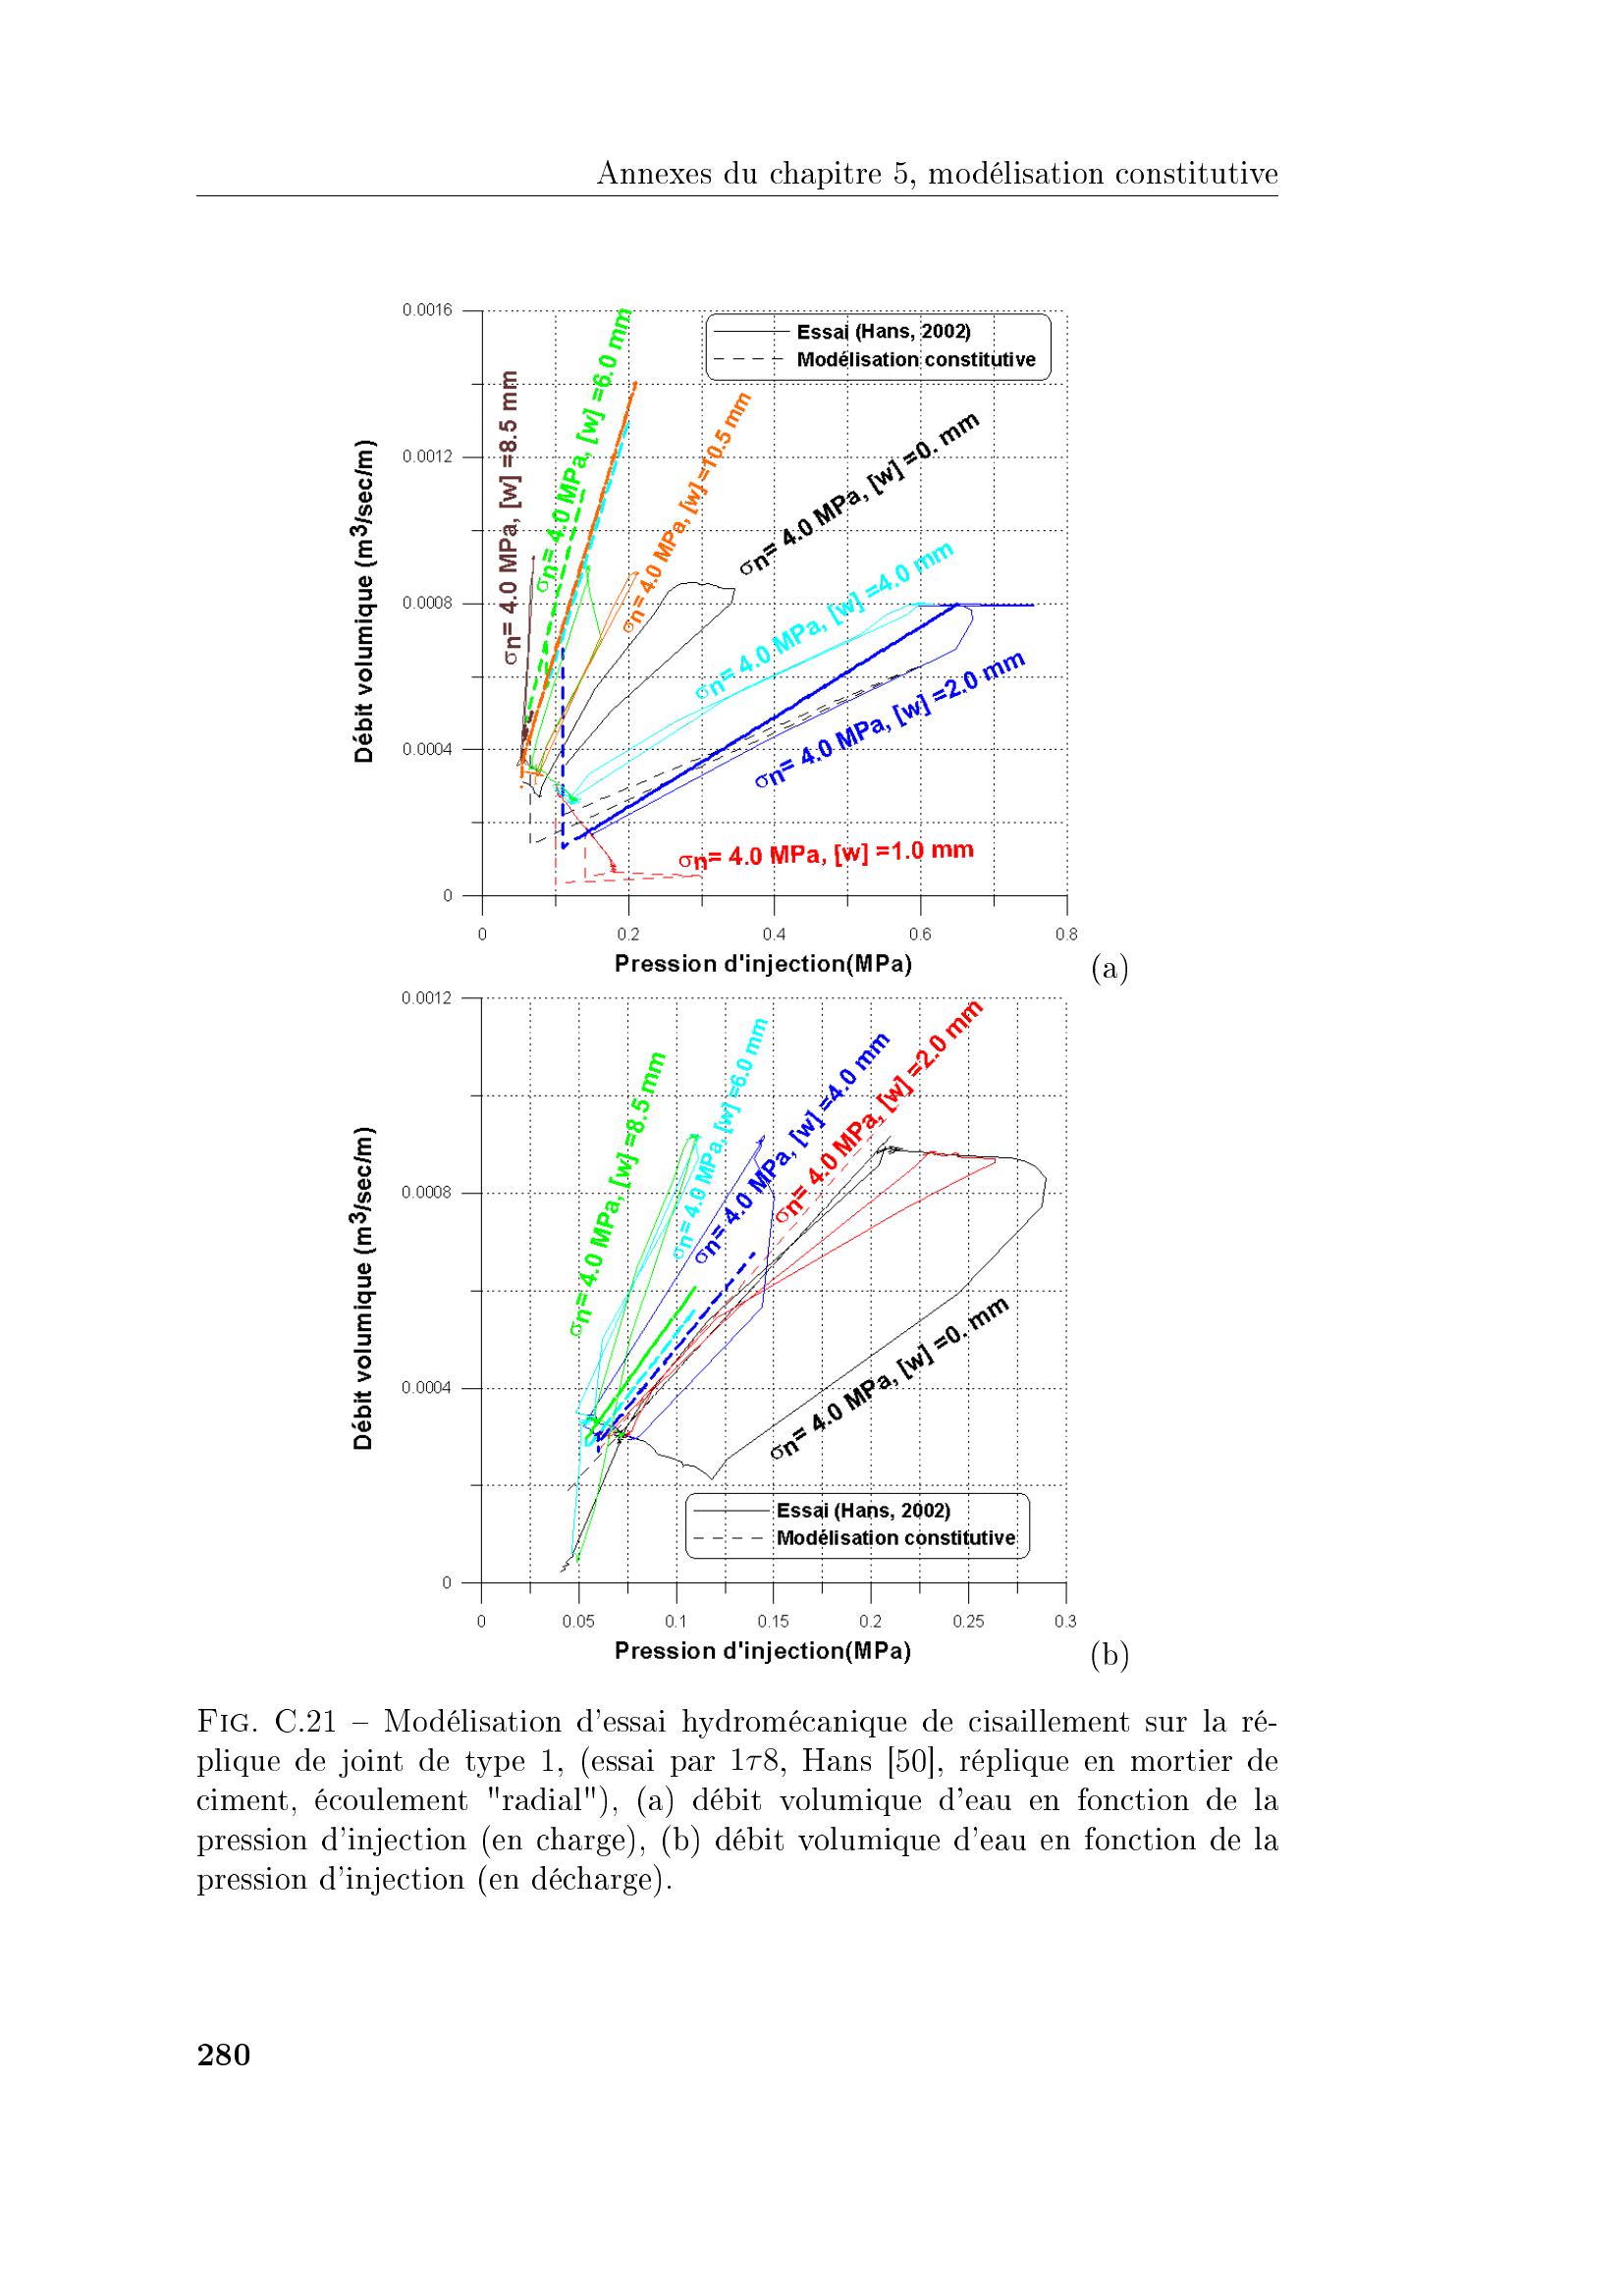 Annexes du chapitre 5, modélisation constitutive
0.0016
0.0012
0.0008
0.0004
0
Débit volumique (m3/sec/m)
Essai (Hans, 2002)
Modélisation constitutive
σn= 4.0 MPa, [w] =8.5 mm
σn= 4.0 MPa, [w] =6.0 mm
σn= 4.0 MPa, [w] =10.5 mm
σn= 4.0 MPa, [w] =0. mm
σn= 4.0 MPa, [w] =4.0 mm
σn= 4.0 MPa, [w] =2.0 mm
σn= 4.0 MPa, [w] =1.0 mm
0 0.2 0.4 0.6 0.8
Pression d'injection(MPa)
(a)
0.0012
0.0008
0.0004
0
Débit volumique (m3/sec/m)
σn= 4.0 MPa, [w] =8.5 mm
σn= 4.0 MPa, [w] =6.0 mm
σn= 4.0 MPa, [w] =4.0 mm
σn= 4.0 MPa, [w] =2.0 mm
σn= 4.0 MPa, [w] =0. mm
Essai (Hans, 2002)
Modélisation constitutive
0 0.05 0.1 0.15 0.2 0.25 0.3
Pression d'injection(MPa)
(b)
FIG. C.21 – Modélisation d'essai hydromécanique de cisaillement sur la ré-
plique de joint de type 1, (essai par 1τ8, Hans [50], réplique en mortier de
ciment, écoulement "radial"), (a) débit volumique d'eau en fonction de la
pression d'injection (en charge), (b) débit volumique d'eau en fonction de la
pression d'injection (en décharge).
280